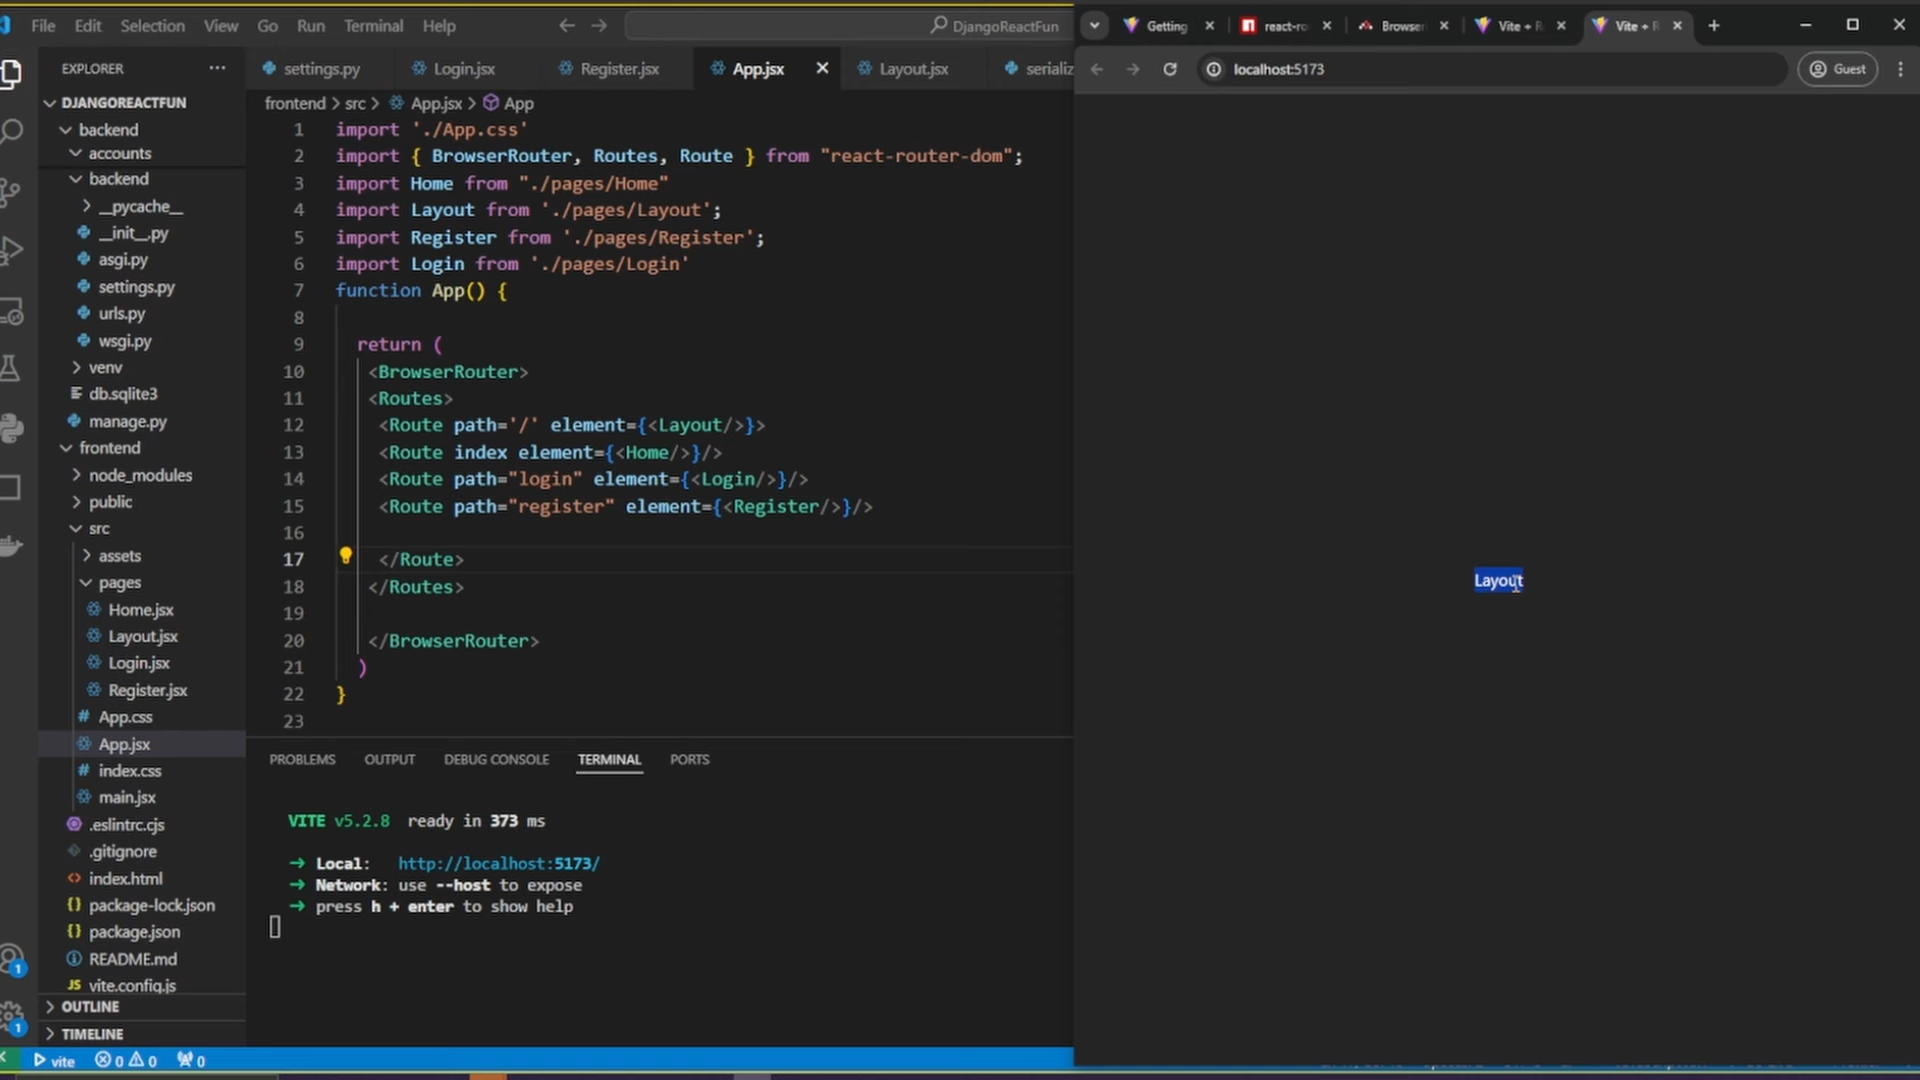 File Edit Selection View Go Run Terminal Help
DjangoReactFun
EXPLORER
DJANGOREACTFUN
backend
accounts
backend
__pycache__
__init__.py
asgi.py
settings.py
urls.py
wsgi.py
venv
db.sqlite3
manage.py
frontend
node_modules
public
src
assets
pages
Home.jsx
Layout.jsx
Login.jsx
Register.jsx
App.css
App.jsx
index.css
main.jsx
.eslintrc.cjs
.gitignore
index.html
package-lock.json
package.json
README.md
vite.config.js
OUTLINE
TIMELINE
1
1
settings.py Login.jsx Register.jsx App.jsx Layout.jsx serializ
frontend > src > App.jsx > App
1 import './App.css'
2 import { BrowserRouter, Routes, Route } from "react-router-dom";
3 import Home from "./pages/Home"
4 import Layout from './pages/Layout';
5 import Register from './pages/Register';
6 import Login from './pages/Login'
7 function App() {
8
9 return (
10 <BrowserRouter>
11 <Routes>
12 <Route path='/' element={<Layout/>}>
13 <Route index element={<Home/>}/>
14 <Route path="login" element={<Login/>}/>
15 <Route path="register" element={<Register/>}/>
16
17 </Route>
18 </Routes>
19
20 </BrowserRouter>
21 )
22 }
23
PROBLEMS OUTPUT DEBUG CONSOLE TERMINAL PORTS
VITE v5.2.8 ready in 373 ms
➜ Local: http://localhost:5173/
➜ Network: use --host to expose
➜ press h + enter to show help
vite 0 0 0
Getting react-ro Browser Vite + R Vite + R
localhost:5173
Guest
Layout